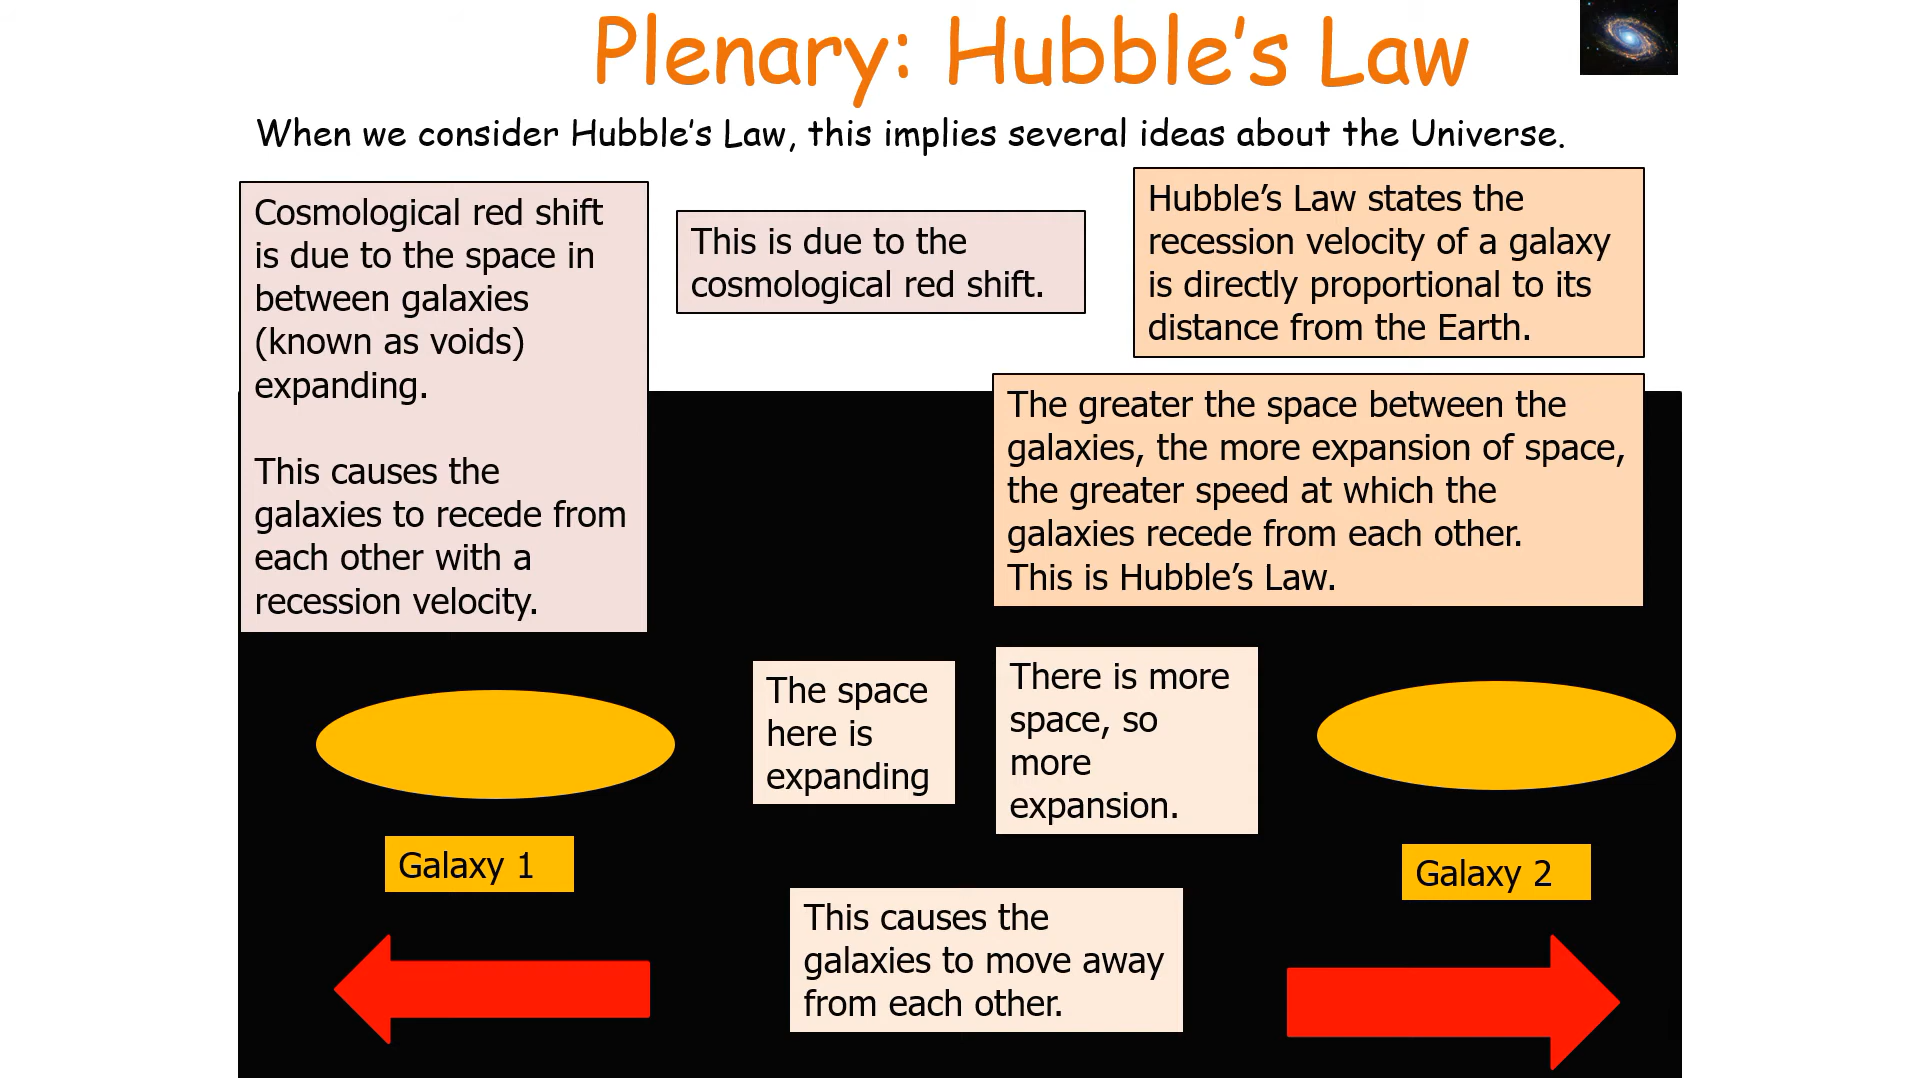 Plenary: Hubble's Law
When we consider Hubble's Law, this implies several ideas about the Universe.
Cosmological red shift
is due to the space in
between galaxies
(known as voids)
expanding.
This causes the
galaxies to recede from
each other with a
recession velocity.
This is due to the
cosmological red shift.
Hubble's Law states the
recession velocity of a galaxy
is directly proportional to its
distance from the Earth.
The greater the space between the
galaxies, the more expansion of space,
the greater speed at which the
galaxies recede from each other.
This is Hubble's Law.
The space
here is
expanding
There is more
space, so
more
expansion.
Galaxy 1
Galaxy 2
This causes the
galaxies to move away
from each other.